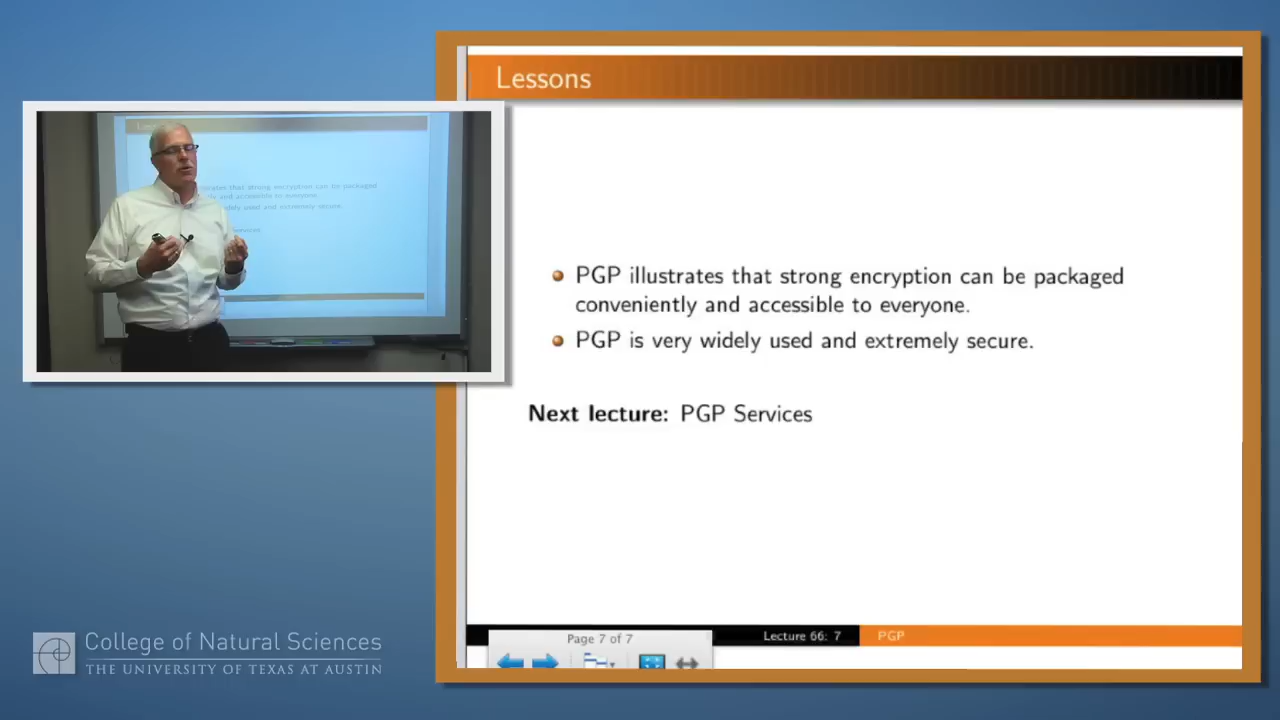 Lessons
PGP illustrates that strong encryption can be packaged
conveniently and accessible to everyone.
PGP is very widely used and extremely secure.
Next lecture: PGP Services
Page 7 of 7
Lecture 66: 7
PGP
College of Natural Sciences
THE UNIVERSITY OF TEXAS AT AUSTIN